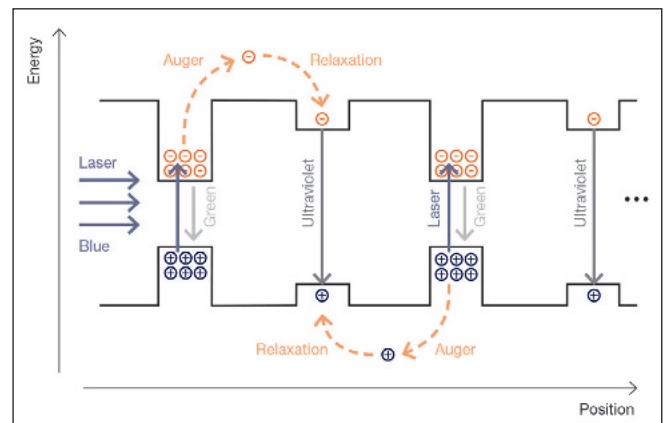 Energy
Auger
Relaxation
Laser
Blue
Green
Ultraviolet
Laser
Green
Ultraviolet
...
Relaxation
Auger
Position